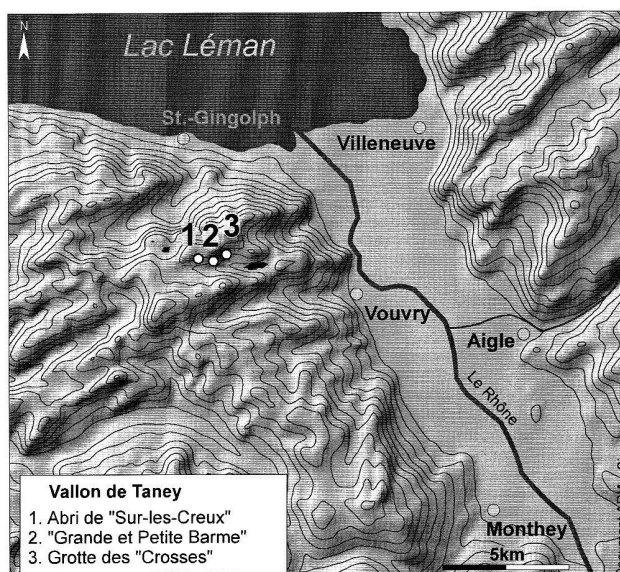 N
Lac Léman
St.-Gingolph
Villeneuve
1 2 3
Vouvry
Aigle
Le Rhône
Vallon de Taney
1. Abri de "Sur-les-Creux"
2. "Grande et Petite Barme"
3. Grotte des "Crosses"
Monthey
5km